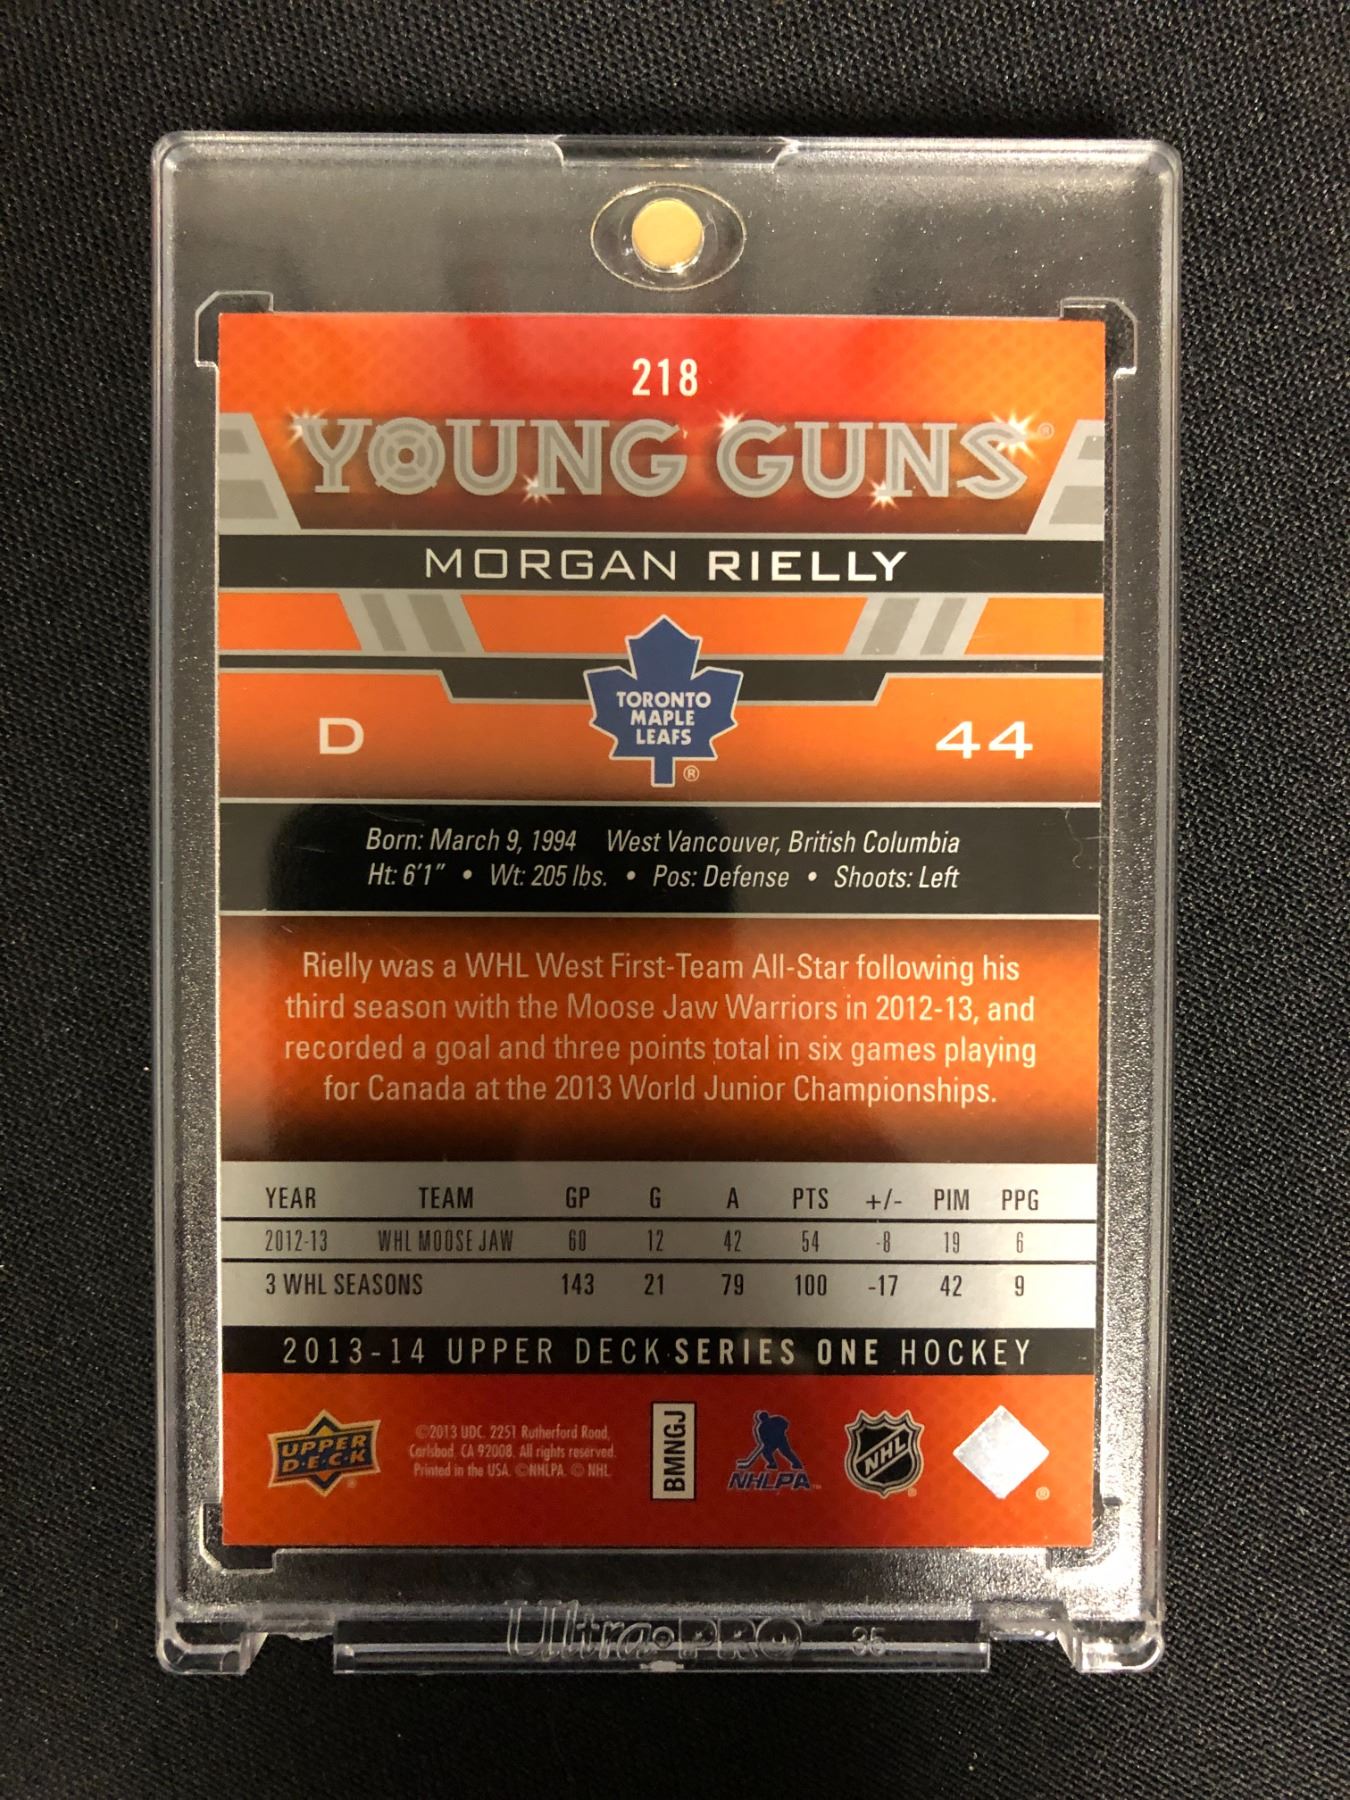 218
YOUNG GUNS®
MORGAN RIELLY
D
TORONTO
MAPLE
LEAFS
®
44
Born: March 9, 1994 West Vancouver, British Columbia
Ht: 6'1" • Wt: 205 lbs. • Pos: Defense • Shoots: Left
Rielly was a WHL West First-Team All-Star following his
third season with the Moose Jaw Warriors in 2012-13, and
recorded a goal and three points total in six games playing
for Canada at the 2013 World Junior Championships.
YEAR TEAM GP G A PTS +/- PIM PPG
2012-13 WHL MOOSE JAW 60 12 42 54 -8 19 6
3 WHL SEASONS 143 21 79 100 -17 42 9
2013-14 UPPER DECK SERIES ONE HOCKEY
UPPER
D·E·C·K
®
©2013 UDC. 2251 Rutherford Road,
Carlsbad, CA 92008. All rights reserved.
Printed in the USA. ©NHLPA. © NHL.
BMNGJ
NHLPA™
NHL
®
®
Ultra·PRO® 35